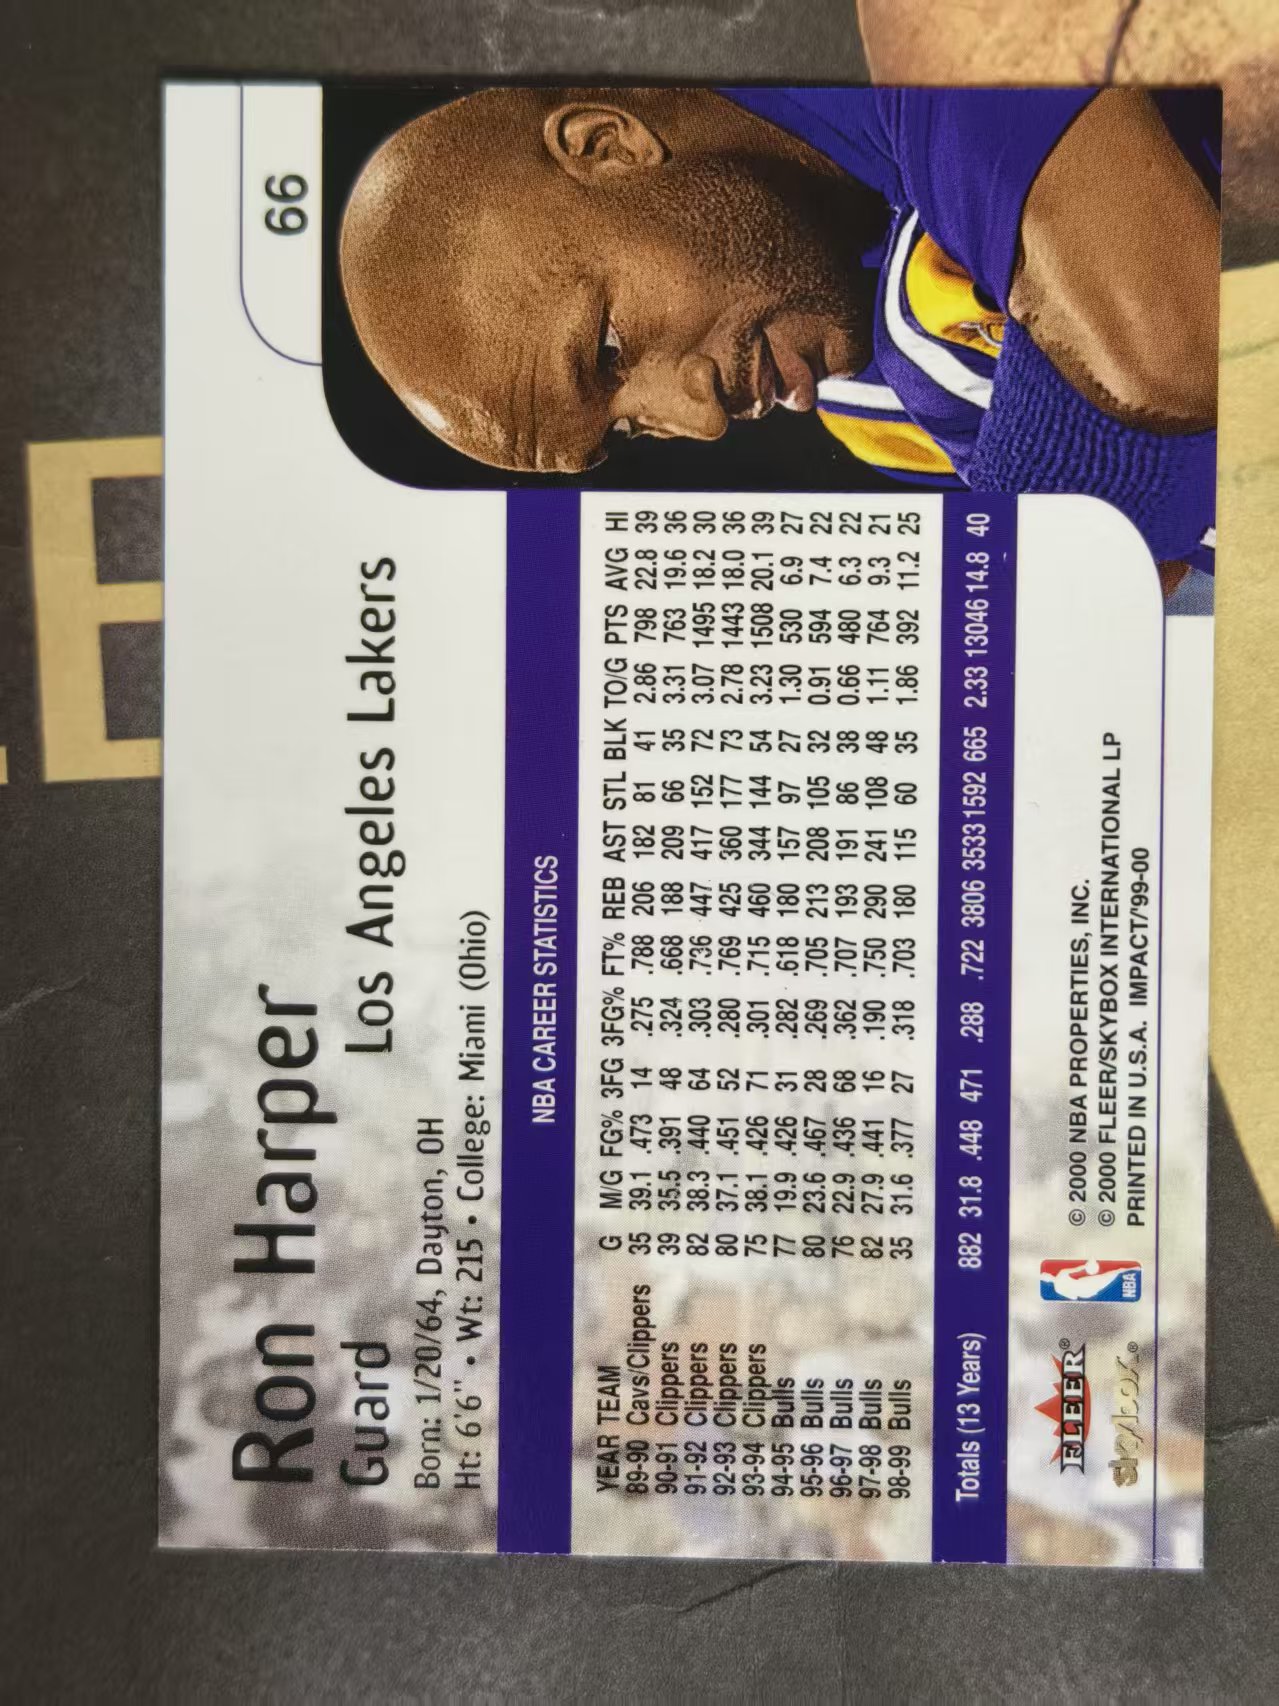 66
Ron Harper
Guard Los Angeles Lakers
Born: 1/20/64, Dayton, OH
Ht: 6'6" • Wt: 215 • College: Miami (Ohio)
NBA CAREER STATISTICS
YEAR TEAM G M/G FG% 3FG 3FG% FT% REB AST STL BLK TO/G PTS AVG HI
89-90 Cavs/Clippers 35 39.1 .473 14 .275 .788 206 182 81 41 2.86 798 22.8 39
90-91 Clippers 39 35.5 .391 48 .324 .668 188 209 66 35 3.31 763 19.6 36
91-92 Clippers 82 38.3 .440 64 .303 .736 447 417 152 72 3.07 1495 18.2 30
92-93 Clippers 80 37.1 .451 52 .280 .769 425 360 177 73 2.78 1443 18.0 36
93-94 Clippers 75 38.1 .426 71 .301 .715 460 344 144 54 3.23 1508 20.1 39
94-95 Bulls 77 19.9 .426 31 .282 .618 180 157 97 27 1.30 530 6.9 27
95-96 Bulls 80 23.6 .467 28 .269 .705 213 208 105 32 0.91 594 7.4 22
96-97 Bulls 76 22.9 .436 68 .362 .707 193 191 86 38 0.66 480 6.3 22
97-98 Bulls 82 27.9 .441 16 .190 .750 290 241 108 48 1.11 764 9.3 21
98-99 Bulls 35 31.6 .377 27 .318 .703 180 115 60 35 1.86 392 11.2 25
Totals (13 Years) 882 31.8 .448 471 .288 .722 3806 3533 1592 665 2.33 13046 14.8 40
FLEER®
skybox®
NBA
© 2000 NBA PROPERTIES, INC.
© 2000 FLEER/SKYBOX INTERNATIONAL LP
PRINTED IN U.S.A. IMPACT/'99-00
E